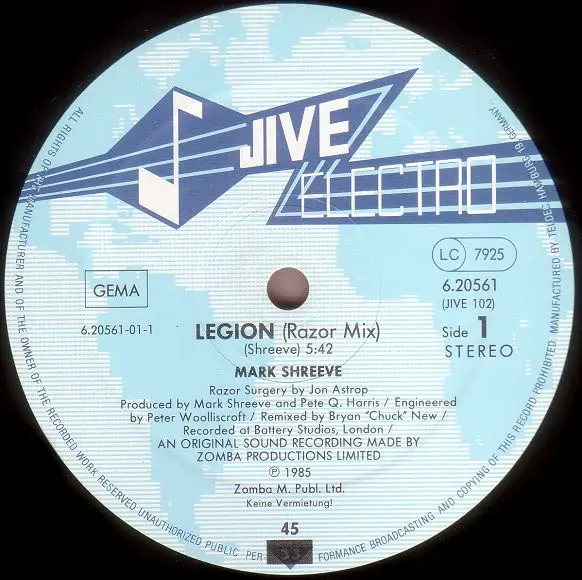 JIVE
ELECTRO
LC 7925
GEMA
6.20561
(JIVE 102)
6.20561-01-1
Side 1
STEREO
LEGION (Razor Mix)
(Shreeve) 5:42
MARK SHREEVE
Razor Surgery by Jon Astrop
Produced by Mark Shreeve and Pete Q. Harris / Engineered
by Peter Woolliscraft / Remixed by Bryan "Chuck" New /
Recorded at Battery Studios, London /
AN ORIGINAL SOUND RECORDING MADE BY
ZOMBA PRODUCTIONS LIMITED
℗ 1985
Zomba M. Publ. Ltd.
Keine Vermietung!
45
33
ALL RIGHTS OF THE MANUFACTURER AND OF THE OWNER OF THE RECORDED WORK RESERVED UNAUTHORIZED PUBLIC PERFORMANCE BROADCASTING AND COPYING OF THIS RECORD PROHIBITED. MANUFACTURED BY TELDEC, HAMBURG 19 GERMANY